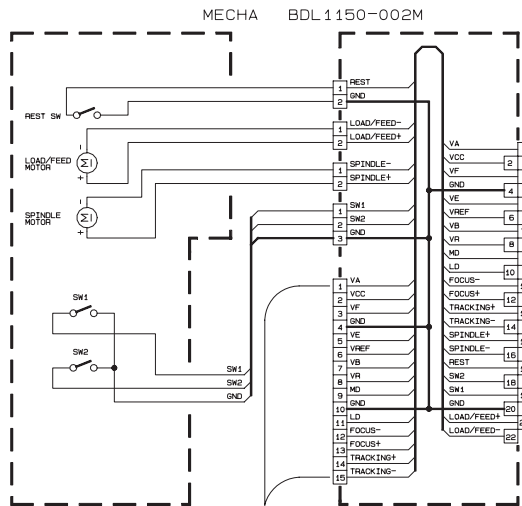 MECHA BDL1150-002M
1 REST
2 GND
REST SW
1 LOAD/FEED-
2 LOAD/FEED+
LOAD/FEED
MOTOR
-
M
+
1 SPINDLE-
2 SPINDLE+
SPINDLE
MOTOR
-
M
+
1 SW1
2 SW2
3 GND
VA
VCC 2
VF
GND 4
VE
VREF 6
VB
VR 8
MD
LD 10
FOCUS-
FOCUS+ 12
TRACKING+
TRACKING- 14
SPINDLE+
SPINDLE- 16
REST
SW2 18
SW1
GND 20
LOAD/FEED+
LOAD/FEED- 22
SW1
SW2
SW1
SW2
GND
1 VA
2 VCC
3 VF
4 GND
5 VE
6 VREF
7 VB
8 VR
9 MD
10 GND
11 LD
12 FOCUS-
13 FOCUS+
14 TRACKING+
15 TRACKING-